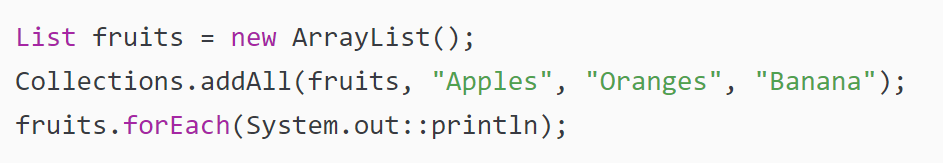 List fruits = new ArrayList();
Collections.addAll(fruits, "Apples", "Oranges", "Banana");
fruits.forEach(System.out::println);